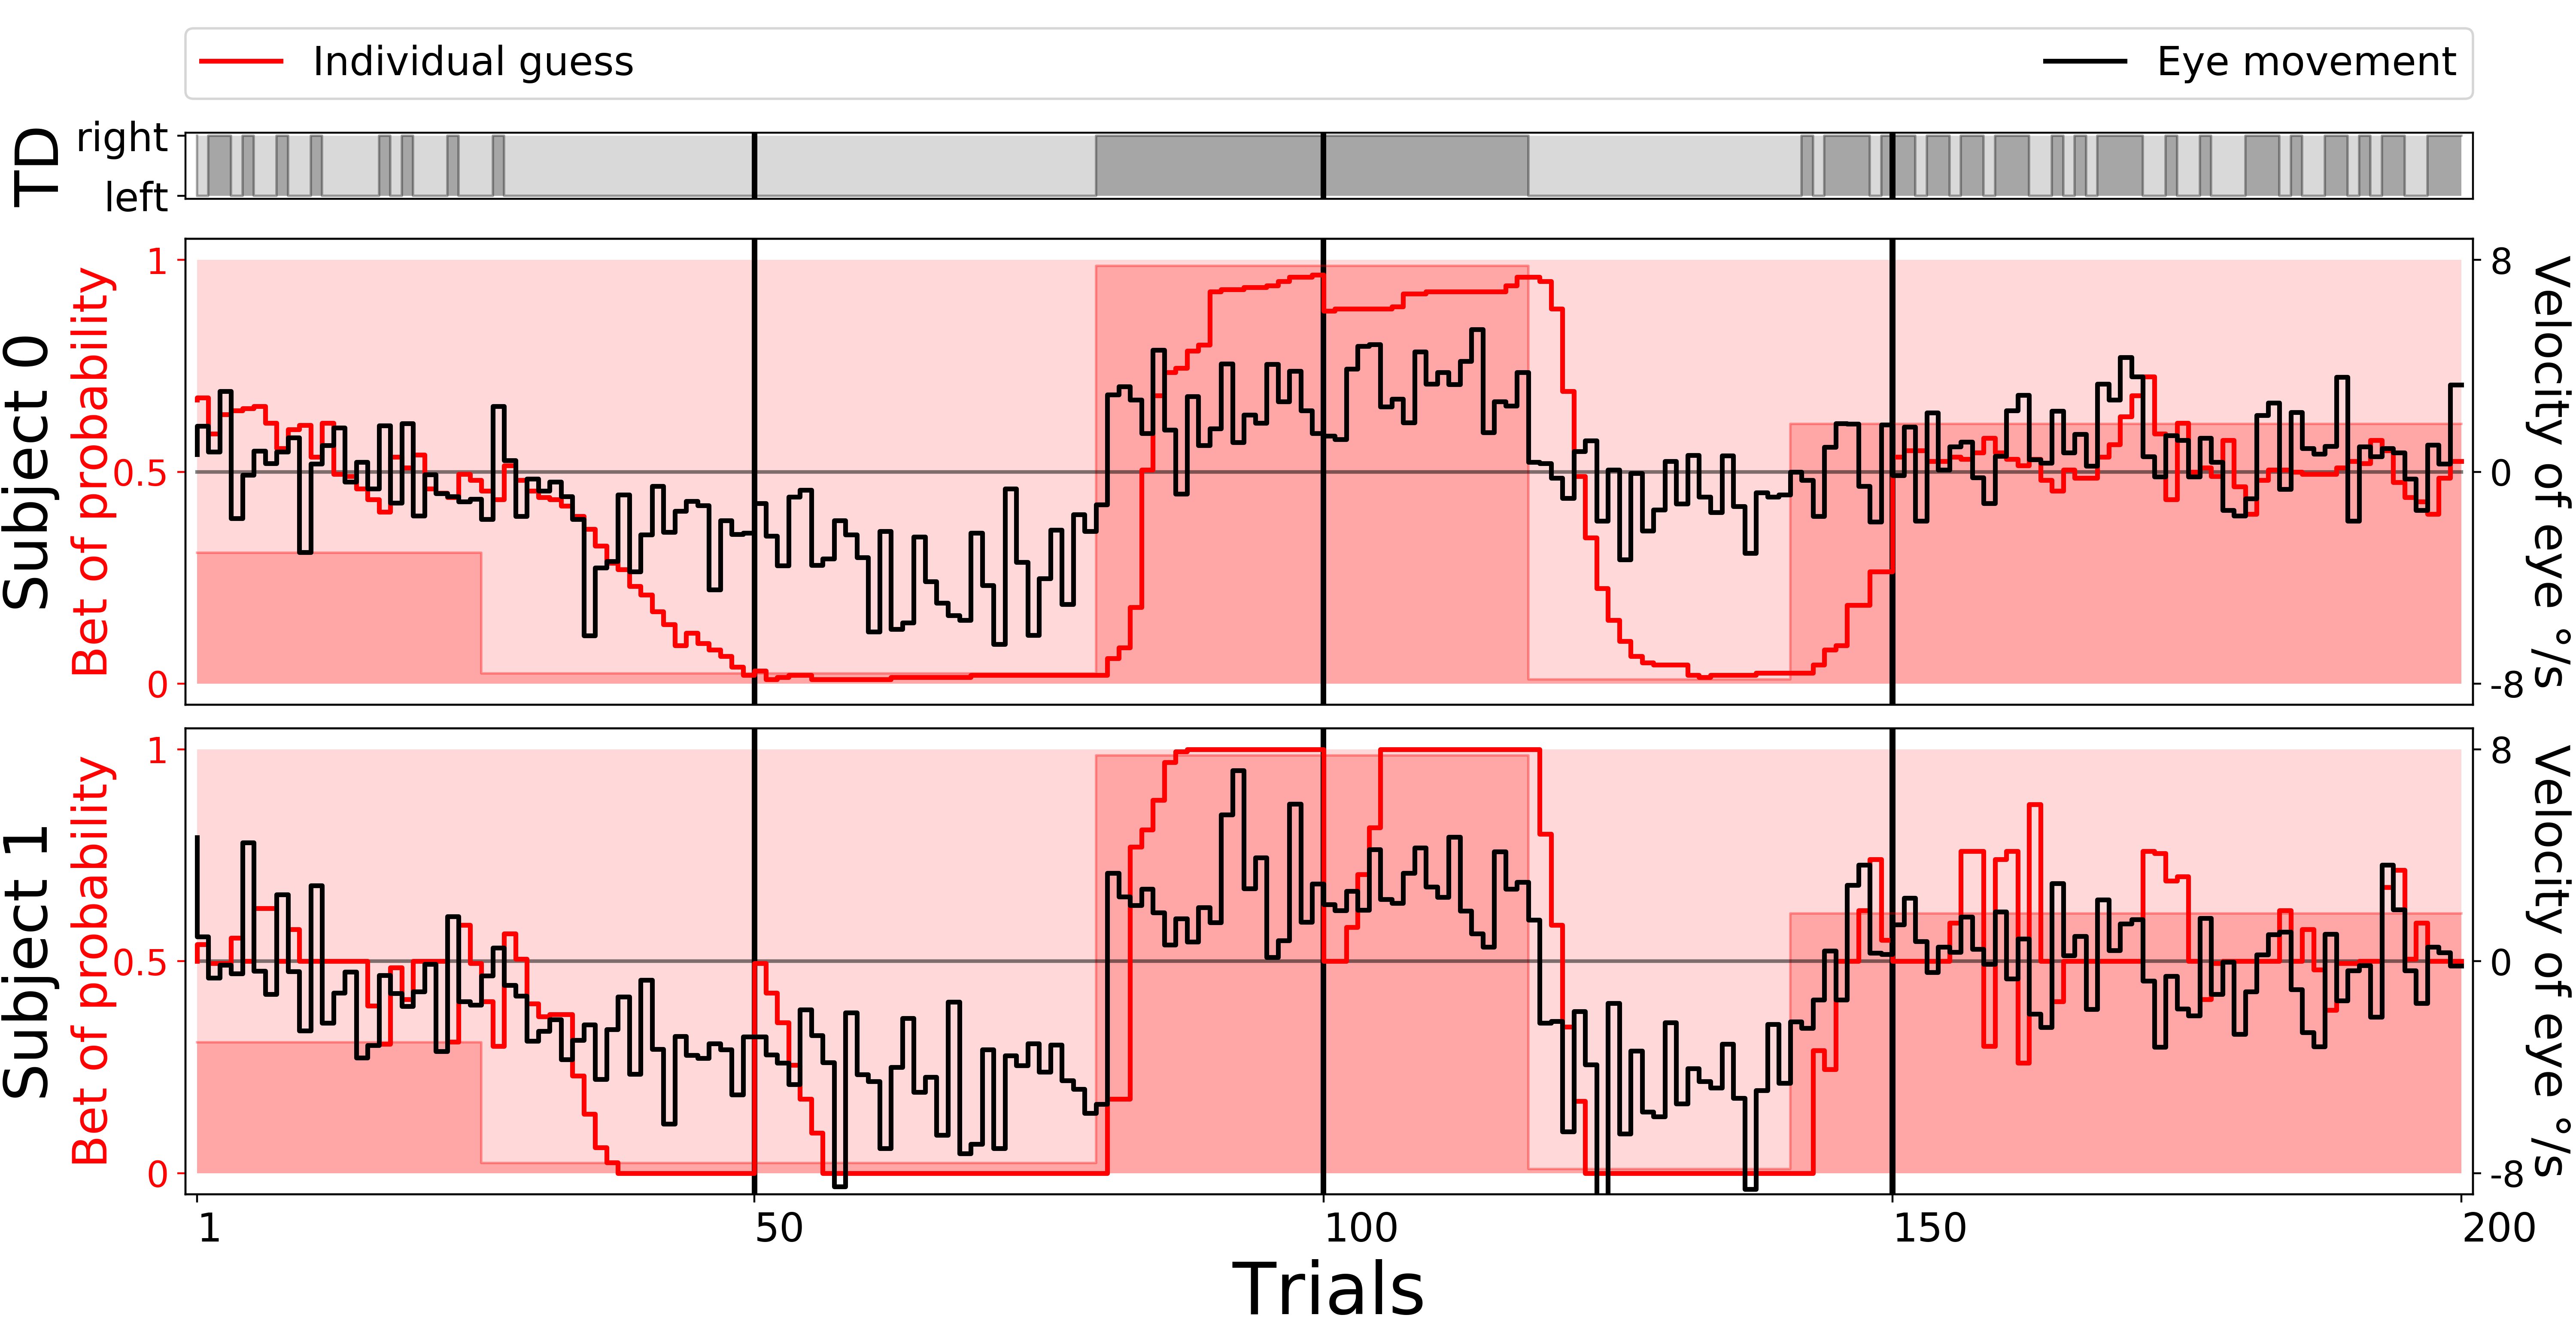 Individual guess
Eye movement
TD
right
left
Subject 0
Bet of probability
1
0.5
0
8
0
-8
Velocity of eye °/s
Subject 1
Bet of probability
1
0.5
0
8
0
-8
Velocity of eye °/s
1
50
100
150
200
Trials